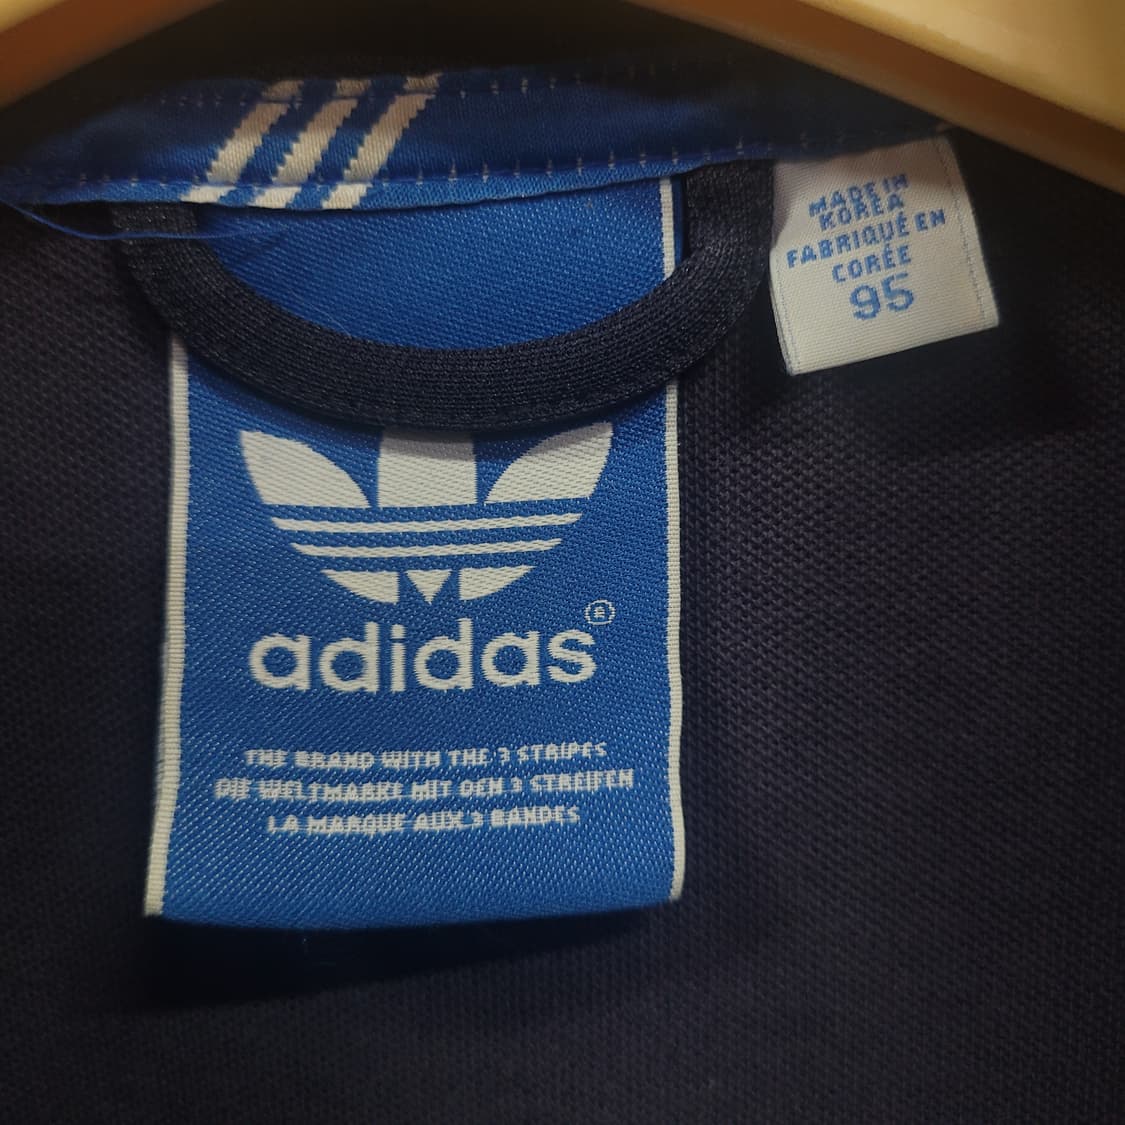 MADE IN
KOREA
FABRIQUÉ EN
CORÉE
95
adidas®
THE BRAND WITH THE 3 STRIPES
DIE WELTMARKE MIT DEN 3 STREIFEN
LA MARQUE AUX 3 BANDES